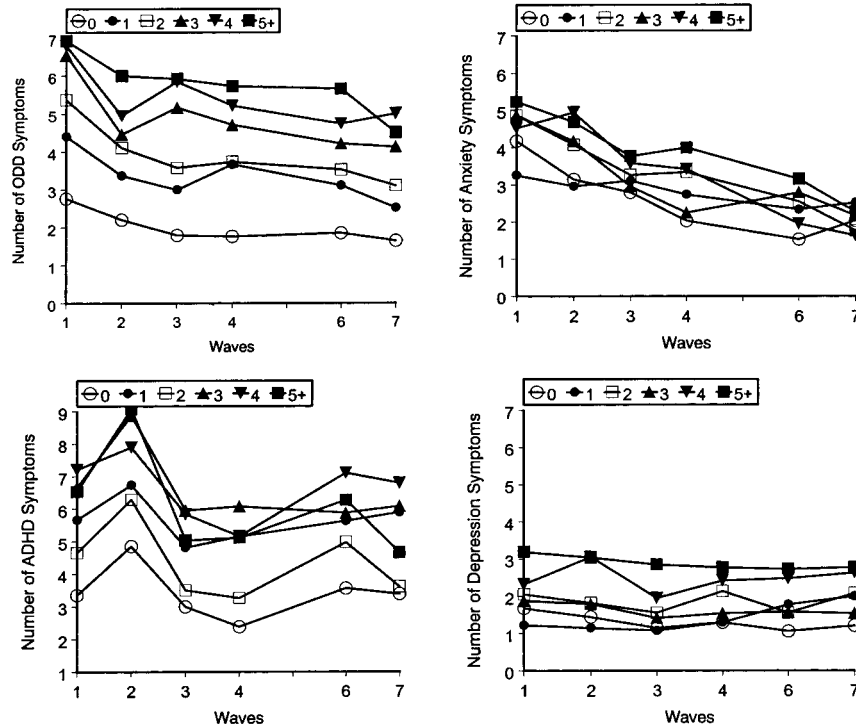 0 1 2 3 4 5+
Number of ODD Symptoms
7
6
5
4
3
2
1
0
1 2 3 4 6 7
Waves
0 1 2 3 4 5+
Number of Anxiety Symptoms
7
6
5
4
3
2
1
0
1 2 3 4 6 7
Waves
0 1 2 3 4 5+
Number of ADHD Symptoms
9
8
7
6
5
4
3
2
1
1 2 3 4 6 7
Waves
0 1 2 3 4 5+
Number of Depression Symptoms
7
6
5
4
3
2
1
0
1 2 3 4 6 7
Waves